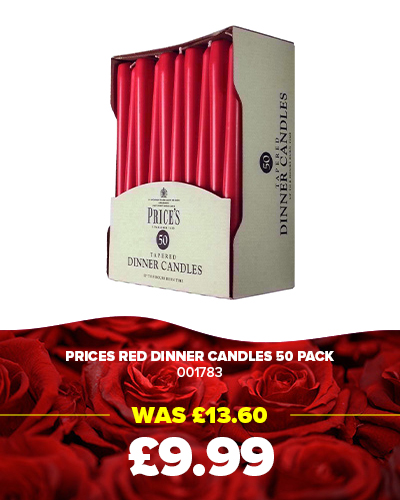 PRICE'S
50
TAPERED
DINNER CANDLES
50
TAPERED
DINNER CANDLES
PRICES RED DINNER CANDLES 50 PACK
001783
WAS £13.60
£9.99